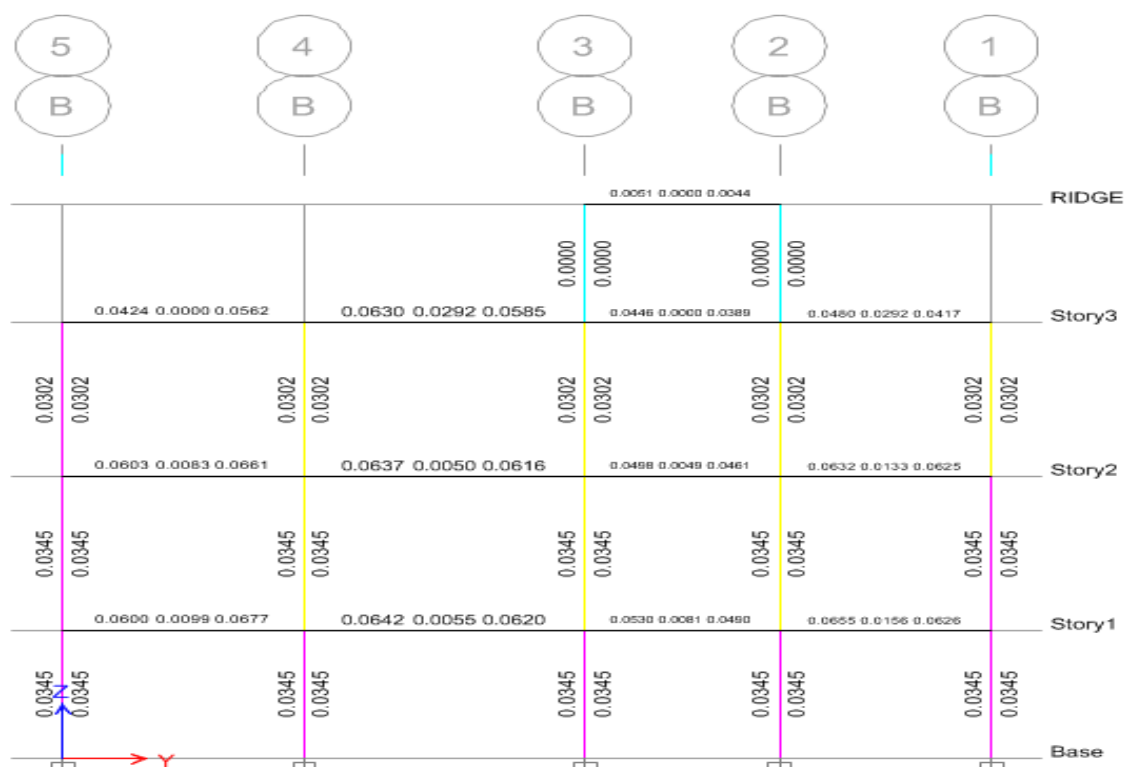 5 4 3 2 1
B B B B B
0.0051 0.0000 0.0044
RIDGE
0.0000 0.0000 0.0000 0.0000
0.0424 0.0000 0.0562 0.0630 0.0292 0.0585 0.0446 0.0000 0.0389 0.0480 0.0292 0.0417
Story3
0.0302 0.0302 0.0302 0.0302 0.0302 0.0302 0.0302 0.0302 0.0302 0.0302
0.0603 0.0083 0.0661 0.0637 0.0050 0.0616 0.0498 0.0049 0.0461 0.0632 0.0133 0.0625
Story2
0.0345 0.0345 0.0345 0.0345 0.0345 0.0345 0.0345 0.0345 0.0345 0.0345
0.0600 0.0099 0.0677 0.0642 0.0055 0.0620 0.0530 0.0081 0.0490 0.0655 0.0156 0.0626
Story1
0.0345 0.0345 0.0345 0.0345 0.0345 0.0345 0.0345 0.0345 0.0345 0.0345
Z
Base
Y